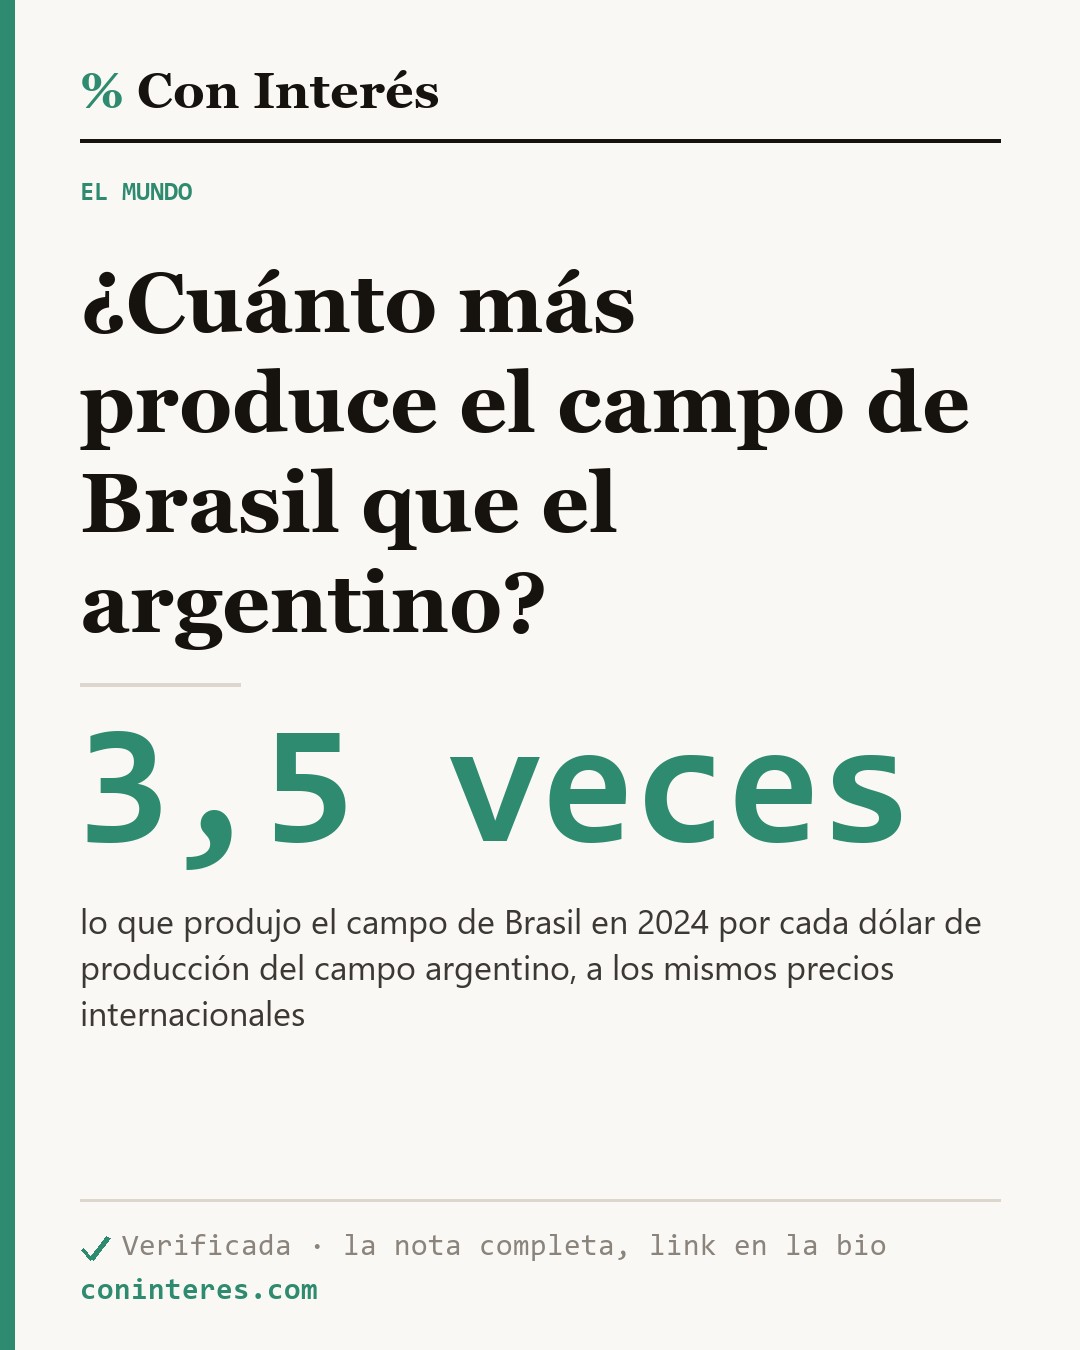 % Con Interés
EL MUNDO
¿Cuánto más
produce el campo de
Brasil que el
argentino?
3,5 veces
lo que produjo el campo de Brasil en 2024 por cada dólar de
producción del campo argentino, a los mismos precios
internacionales
✓ Verificada · la nota completa, link en la bio
coninteres.com